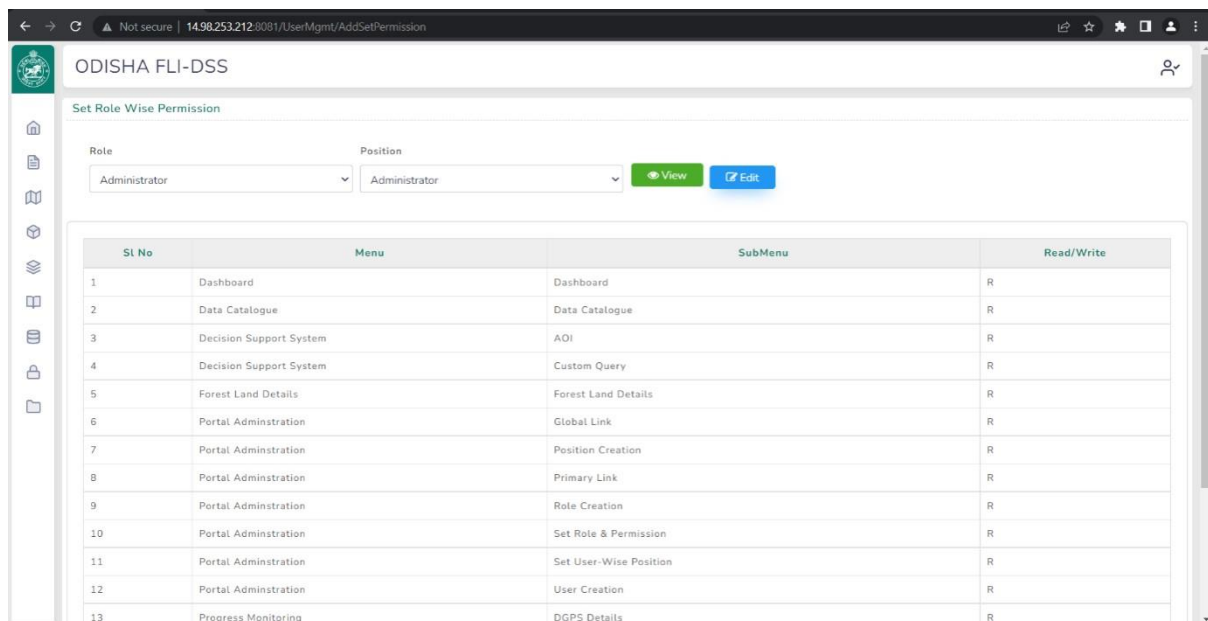 Not secure | 14.98.253.212:8081/UserMgmt/AddSetPermission
ODISHA FLI-DSS
Set Role Wise Permission
Role Position
Administrator Administrator View Edit
Sl No Menu SubMenu Read/Write
1 Dashboard Dashboard R
2 Data Catalogue Data Catalogue R
3 Decision Support System AOI R
4 Decision Support System Custom Query R
5 Forest Land Details Forest Land Details R
6 Portal Adminstration Global Link R
7 Portal Adminstration Position Creation R
8 Portal Adminstration Primary Link R
9 Portal Adminstration Role Creation R
10 Portal Adminstration Set Role & Permission R
11 Portal Adminstration Set User-Wise Position R
12 Portal Adminstration User Creation R
13 Progress Monitoring DGPS Details R